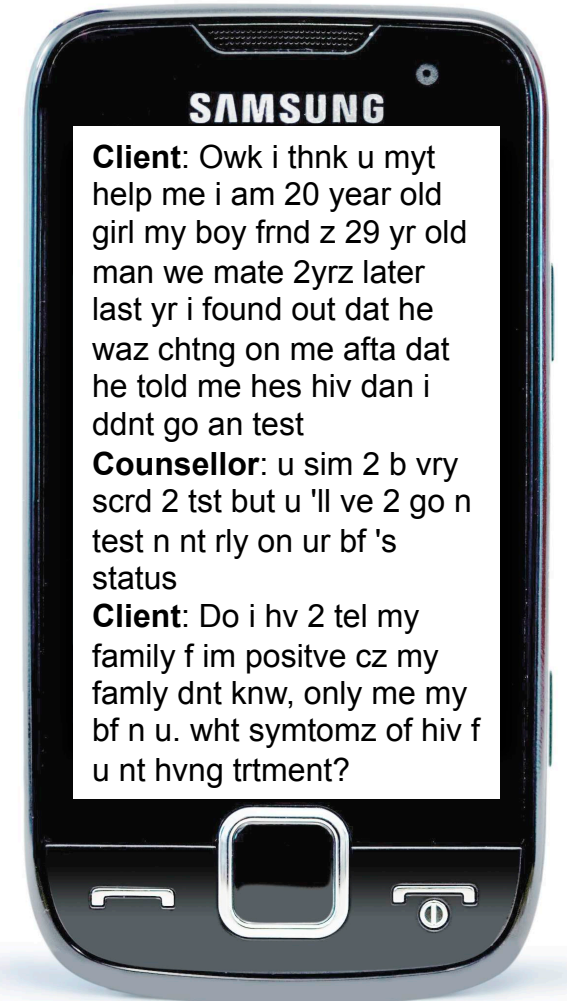 SAMSUNG
Client: Owk i thnk u myt
help me i am 20 year old
girl my boy frnd z 29 yr old
man we mate 2yrz later
last yr i found out dat he
waz chtng on me afta dat
he told me hes hiv dan i
ddnt go an test
Counsellor: u sim 2 b vry
scrd 2 tst but u 'll ve 2 go n
test n nt rly on ur bf 's
status
Client: Do i hv 2 tel my
family f im positve cz my
famly dnt knw, only me my
bf n u. wht symtomz of hiv f
u nt hvng trtment?